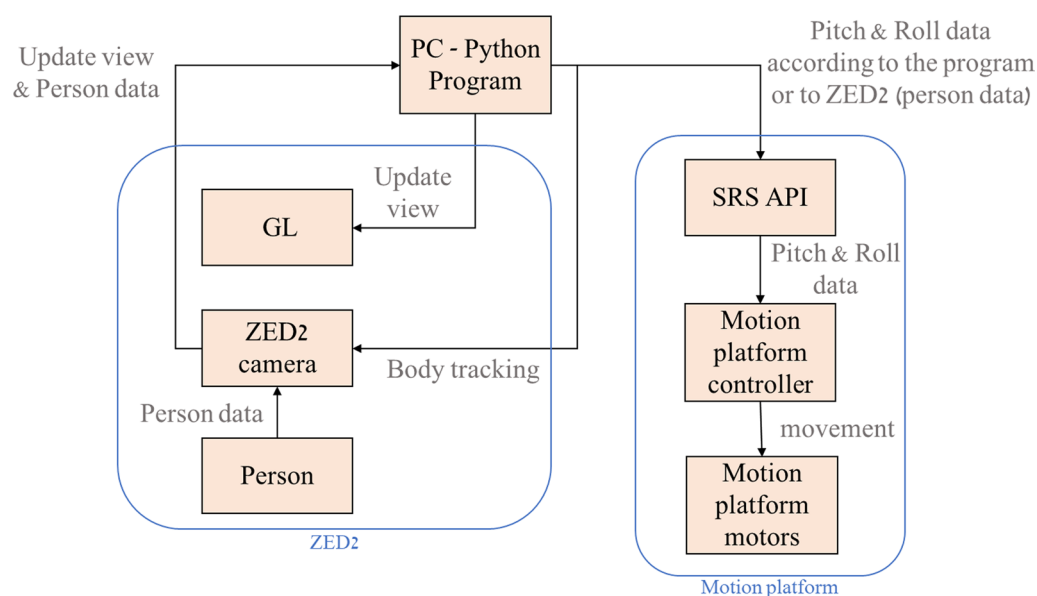 Update view
& Person data
PC - Python
Program
Pitch & Roll data
according to the program
or to ZED2 (person data)
Update
view
GL
SRS API
Pitch & Roll
data
ZED2
camera
Body tracking
Motion
platform
controller
Person data
movement
Person
Motion
platform
motors
ZED2
Motion platform